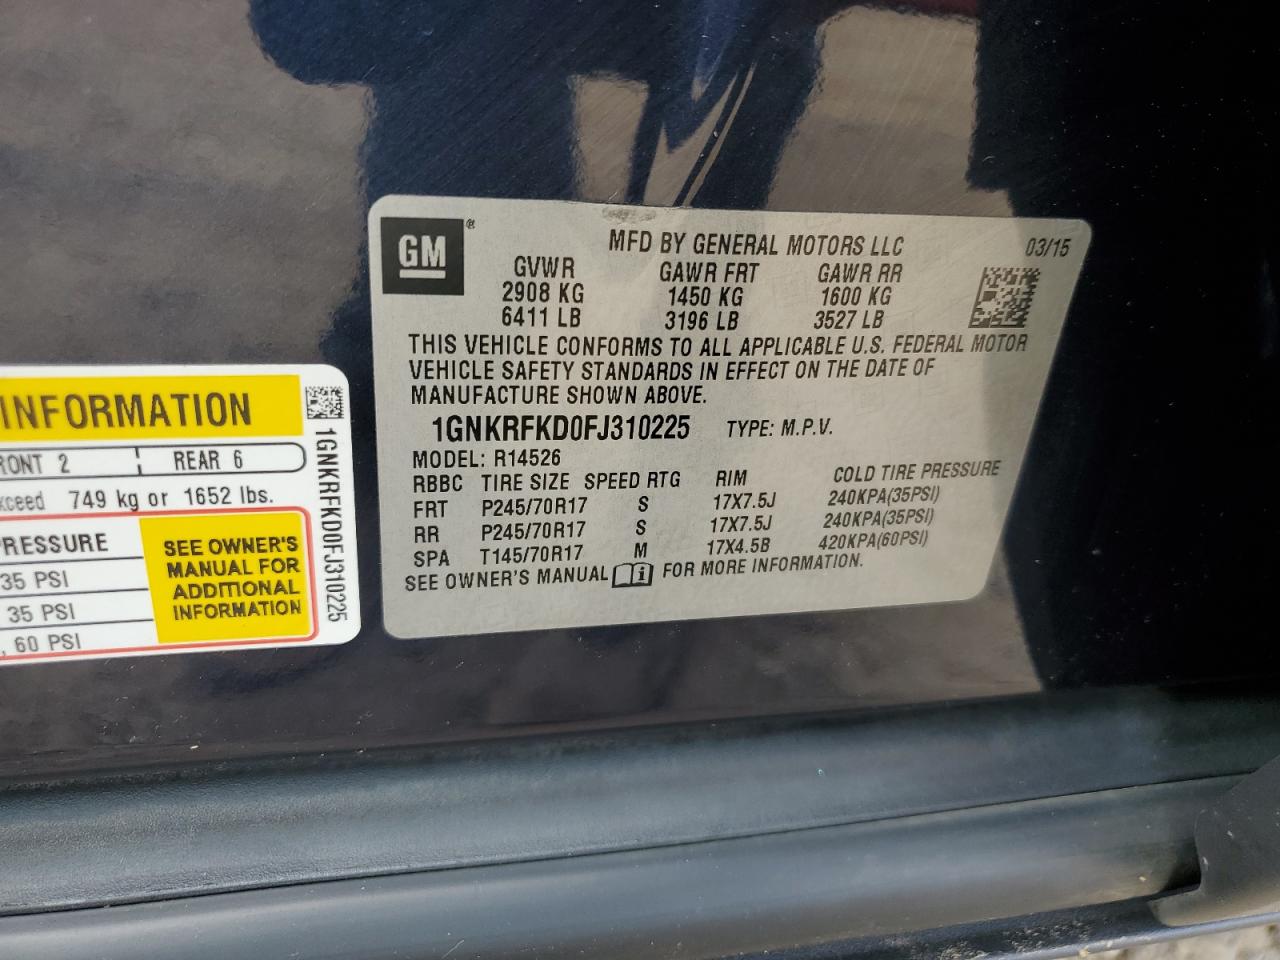 GM ®
MFD BY GENERAL MOTORS LLC 03/15
GVWR GAWR FRT GAWR RR
2908 KG 1450 KG 1600 KG
6411 LB 3196 LB 3527 LB
THIS VEHICLE CONFORMS TO ALL APPLICABLE U.S. FEDERAL MOTOR
VEHICLE SAFETY STANDARDS IN EFFECT ON THE DATE OF
MANUFACTURE SHOWN ABOVE.
1GNKRFKD0FJ310225 TYPE: M.P.V.
MODEL: R14526
RBBC TIRE SIZE SPEED RTG RIM COLD TIRE PRESSURE
FRT P245/70R17 S 17X7.5J 240KPA(35PSI)
RR P245/70R17 S 17X7.5J 240KPA(35PSI)
SPA T145/70R17 M 17X4.5B 420KPA(60PSI)
SEE OWNER'S MANUAL i FOR MORE INFORMATION.
INFORMATION
RONT 2 REAR 6
xceed 749 kg or 1652 lbs.
PRESSURE
35 PSI
35 PSI
, 60 PSI
SEE OWNER'S
MANUAL FOR
ADDITIONAL
INFORMATION
1GNKRFKD0FJ310225